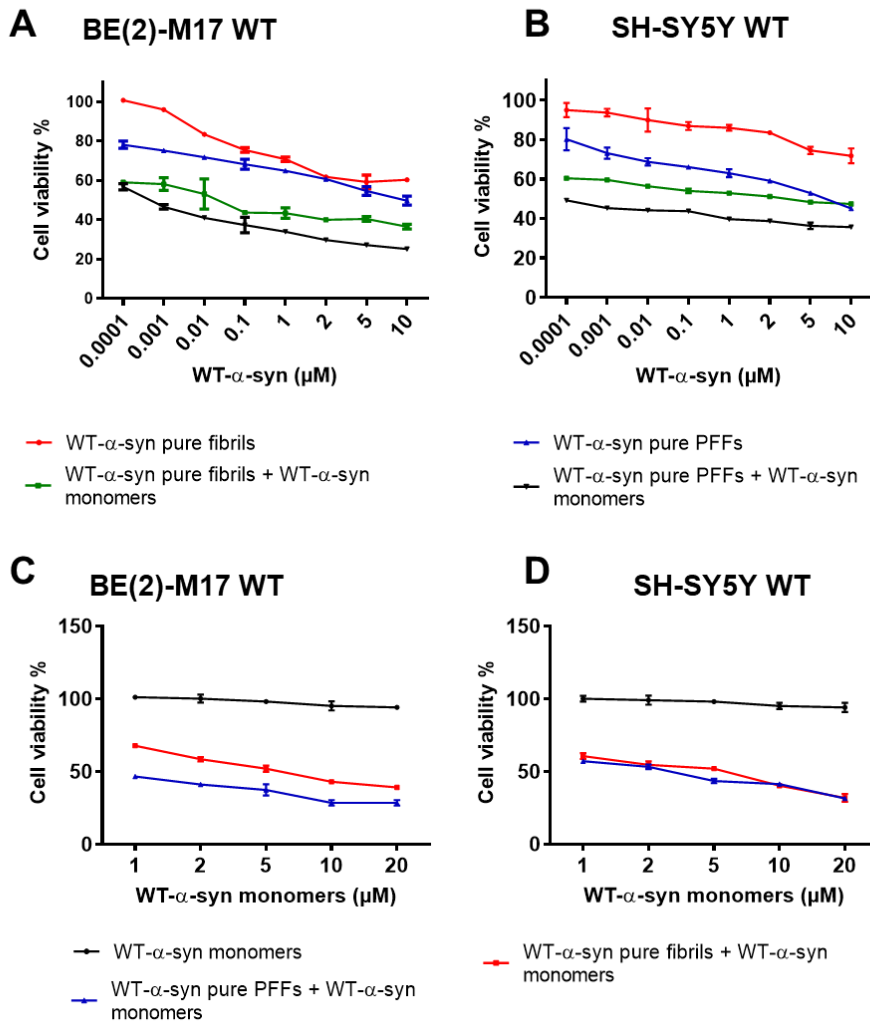 A
BE(2)-M17 WT
Cell viability %
100
80
60
40
20
0
0.0001
0.001
0.01
0.1
1
2
5
10
WT-α-syn (µM)
B
SH-SY5Y WT
Cell viability %
100
80
60
40
20
0
0.0001
0.001
0.01
0.1
1
2
5
10
WT-α-syn (µM)
WT-α-syn pure fibrils
WT-α-syn pure fibrils + WT-α-syn
monomers
WT-α-syn pure PFFs
WT-α-syn pure PFFs + WT-α-syn
monomers
C
BE(2)-M17 WT
Cell viability %
150
100
50
0
1
2
5
10
20
WT-α-syn monomers (µM)
D
SH-SY5Y WT
Cell viability %
150
100
50
0
1
2
5
10
20
WT-α-syn monomers (µM)
WT-α-syn monomers
WT-α-syn pure PFFs + WT-α-syn
monomers
WT-α-syn pure fibrils + WT-α-syn
monomers